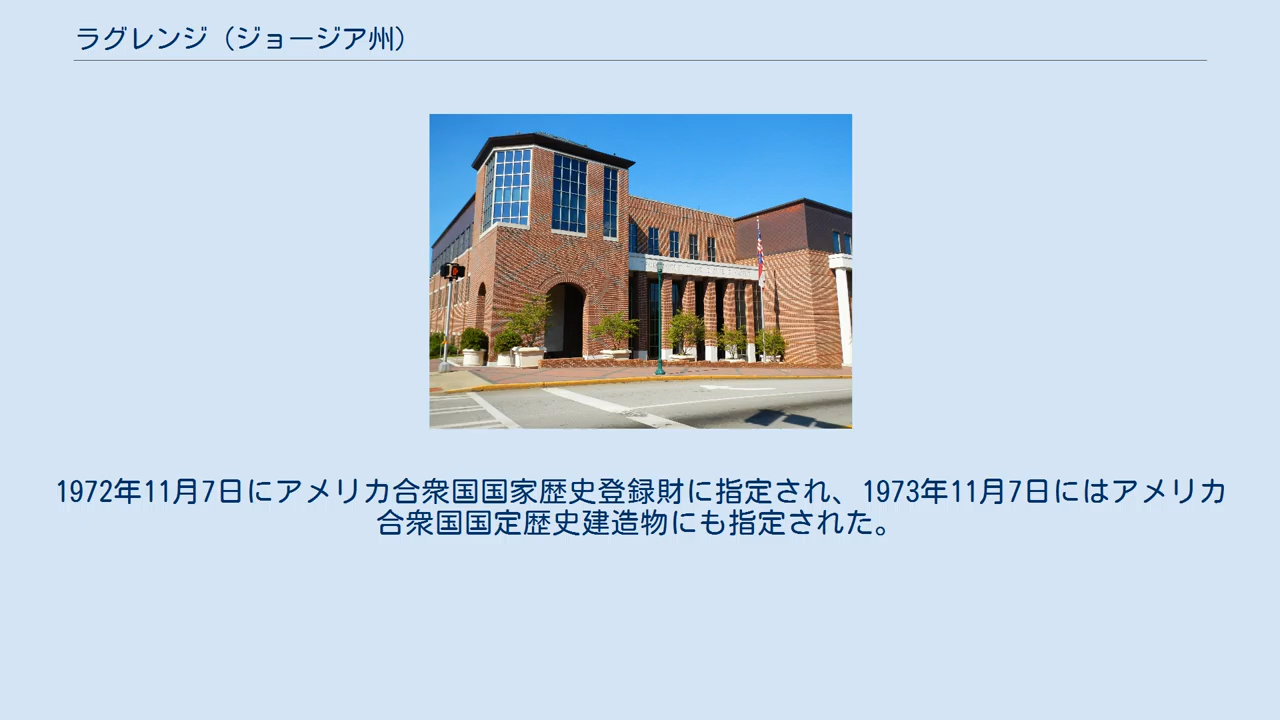 ラグレンジ（ジョージア州）
1972年11月7日にアメリカ合衆国国家歴史登録財に指定され、1973年11月7日にはアメリカ
合衆国国定歴史建造物にも指定された。